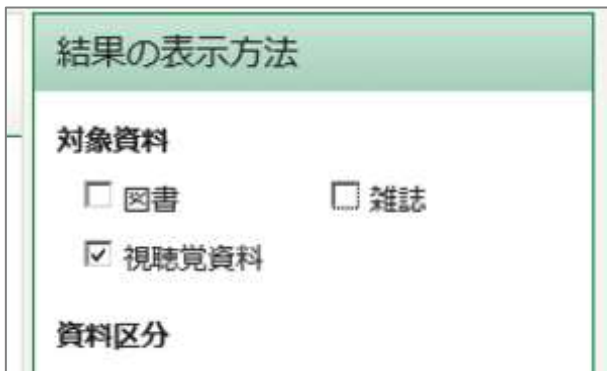 結果の表示方法
対象資料
図書 雑誌
視聴覚資料
資料区分